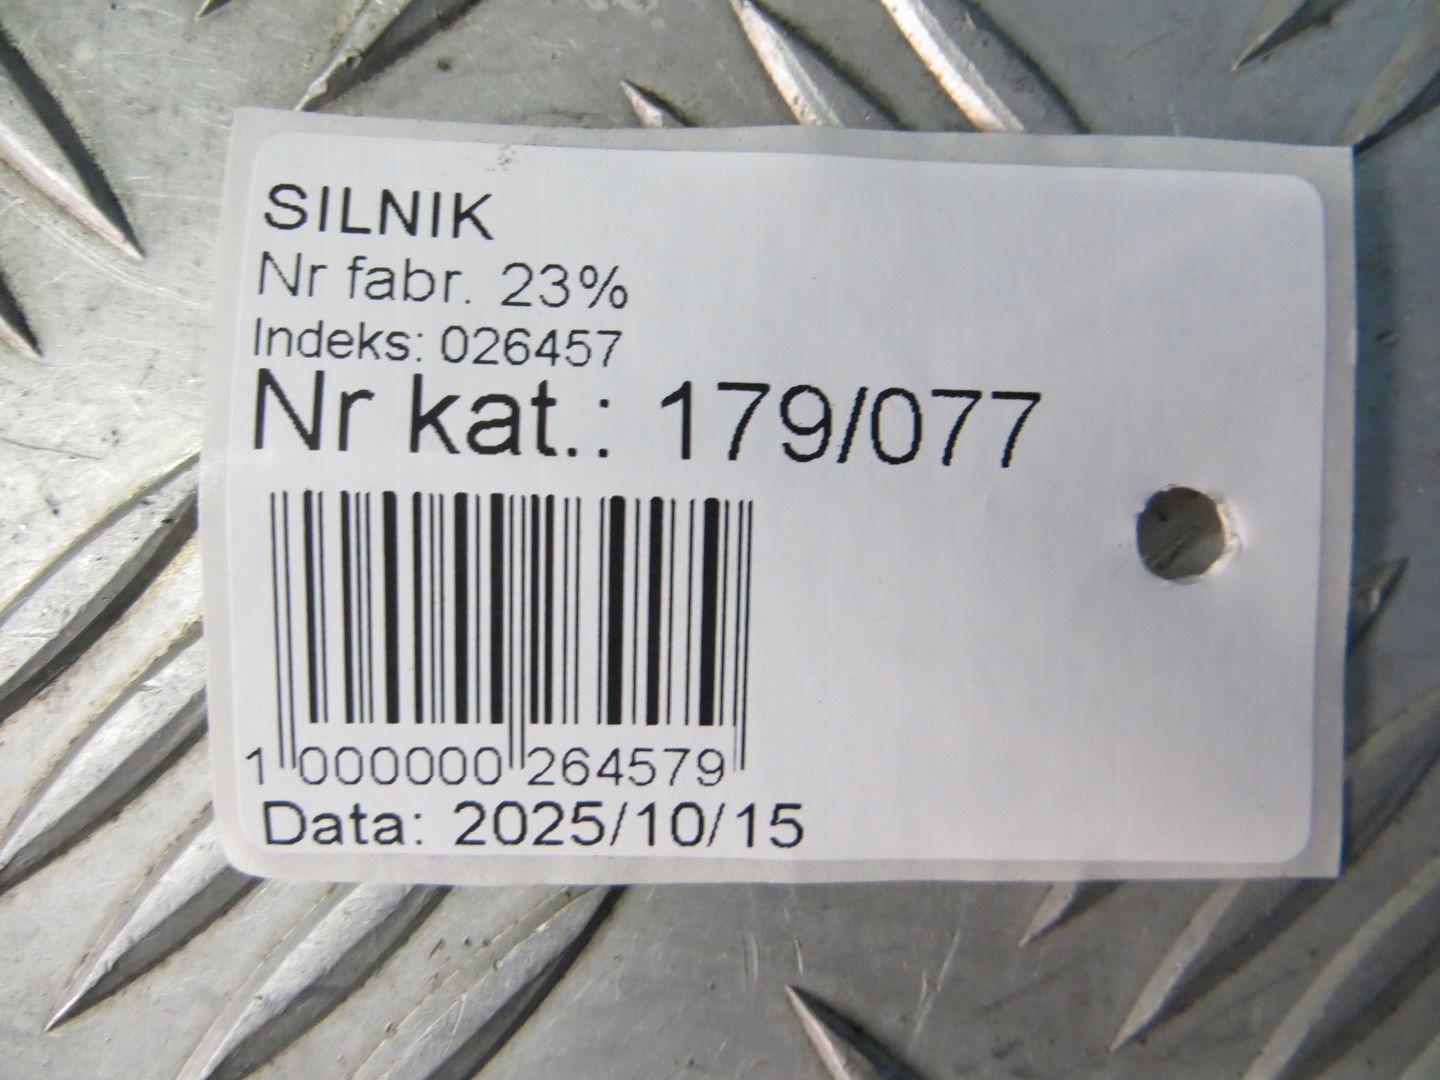 SILNIK
Nr fabr. 23%
Indeks: 026457
Nr kat.: 179/077
1 000000 264579
Data: 2025/10/15